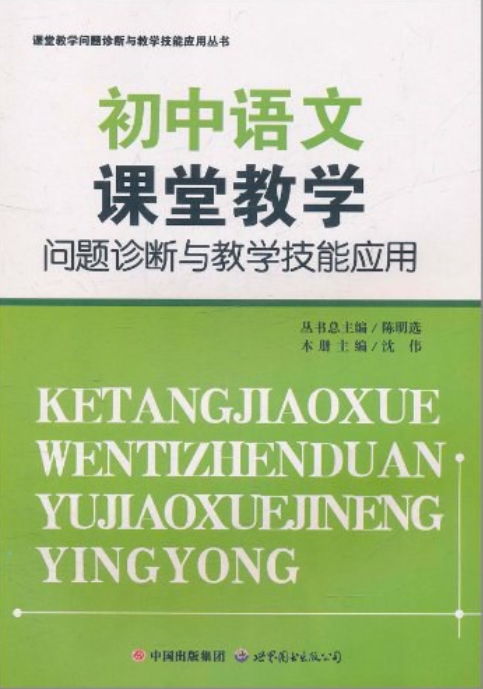 课堂教学问题诊断与教学技能应用丛书
初中语文
课堂教学
问题诊断与教学技能应用
丛书总主编/陈明选
本册主编/沈 伟
KETANGJIAOXUE
WENTIZHENDUAN
YUJIAOXUEJINENG
YINGYONG
中国出版集团 世界图书出版公司